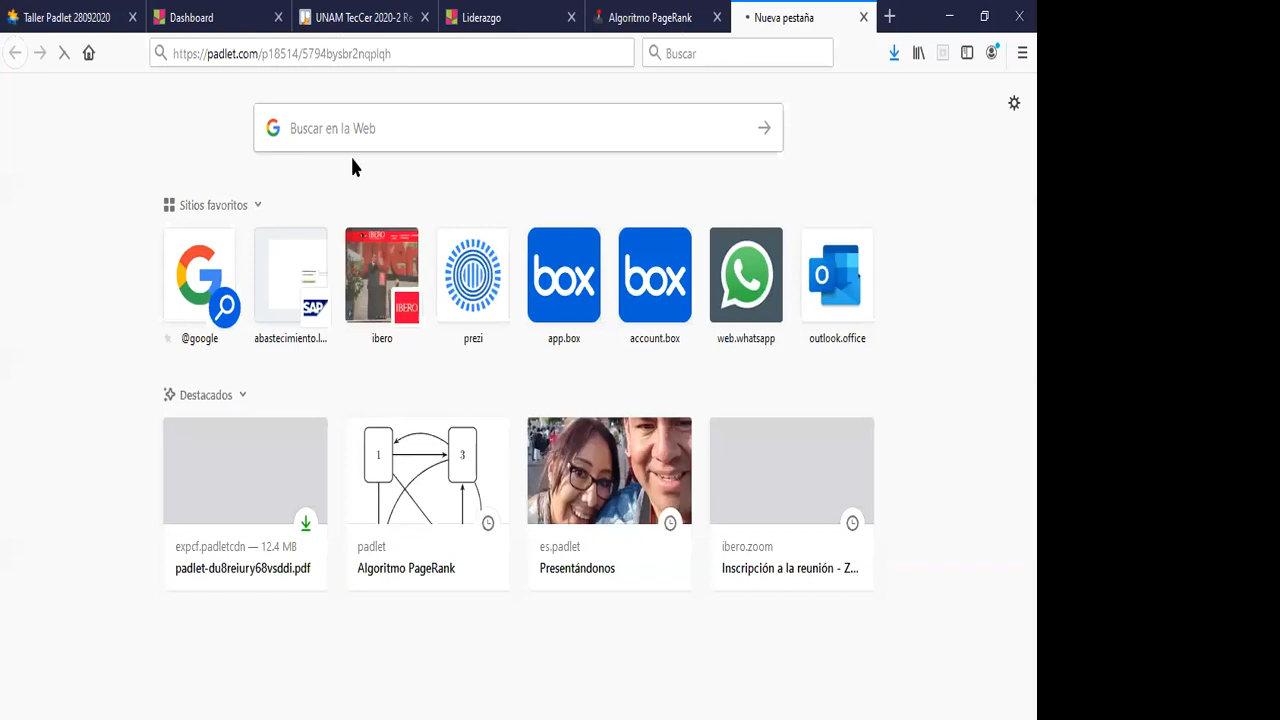 Taller Padlet 28092020
Dashboard
UNAM TecCer 2020-2 Re
Liderazgo
Algoritmo PageRank
Nueva pestaña
https://padlet.com/p18514/5794bysbr2nqplqh
Buscar
Buscar en la Web
Sitios favoritos
SAP
IBERO
IBERO
box
box
@google
abastecimiento.l...
ibero
prezi
app.box
account.box
web.whatsapp
outlook.office
Destacados
1
3
expcf.padletcdn — 12.4 MB
padlet
es.padlet
ibero.zoom
padlet-du8reiury68vsddi.pdf
Algoritmo PageRank
Presentándonos
Inscripción a la reunión - Z...